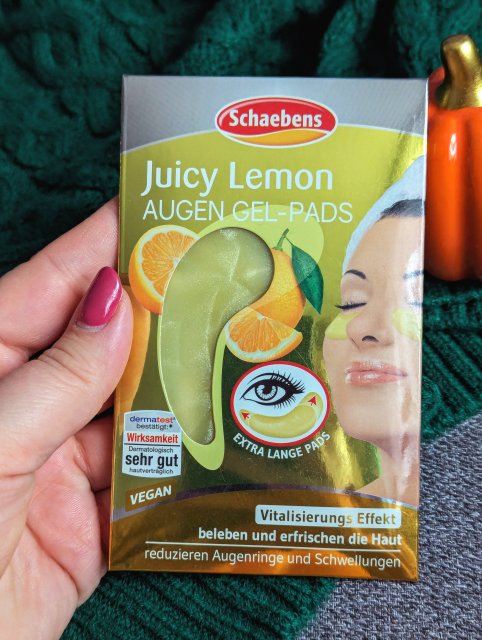 Schaebens
Juicy Lemon
AUGEN GEL-PADS
EXTRA LANGE PADS
dermatest®
bestätigt:*
Wirksamkeit
Dermatologisch
sehr gut
hautverträglich
VEGAN
Vitalisierungs Effekt
beleben und erfrischen die Haut
reduzieren Augenringe und Schwellungen